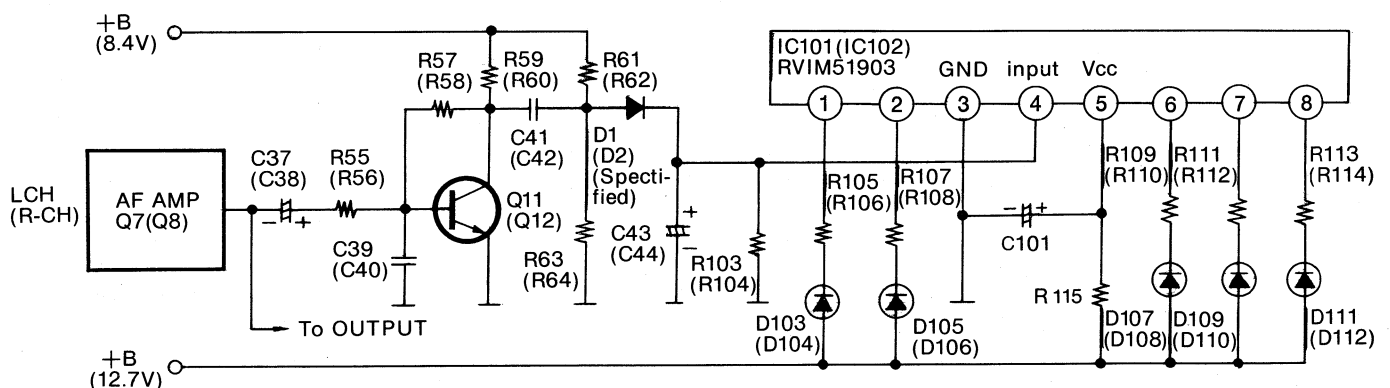 +B
(8.4V)
R57
(R58)
R59
(R60)
R61
(R62)
IC101(IC102)
RVIM51903
GND
input
Vcc
1
2
3
4
5
6
7
8
C41
(C42)
D1
(D2)
(Specti-
fied)
LCH
(R-CH)
AF AMP
Q7(Q8)
C37
(C38)
- +
R55
(R56)
Q11
(Q12)
C39
(C40)
R63
(R64)
C43
(C44)
+
-
R103
(R104)
R105
(R106)
R107
(R108)
- +
C101
R109
(R110)
R111
(R112)
R113
(R114)
R115
D103
(D104)
D105
(D106)
D107
(D108)
D109
(D110)
D111
(D112)
To OUTPUT
+B
(12.7V)